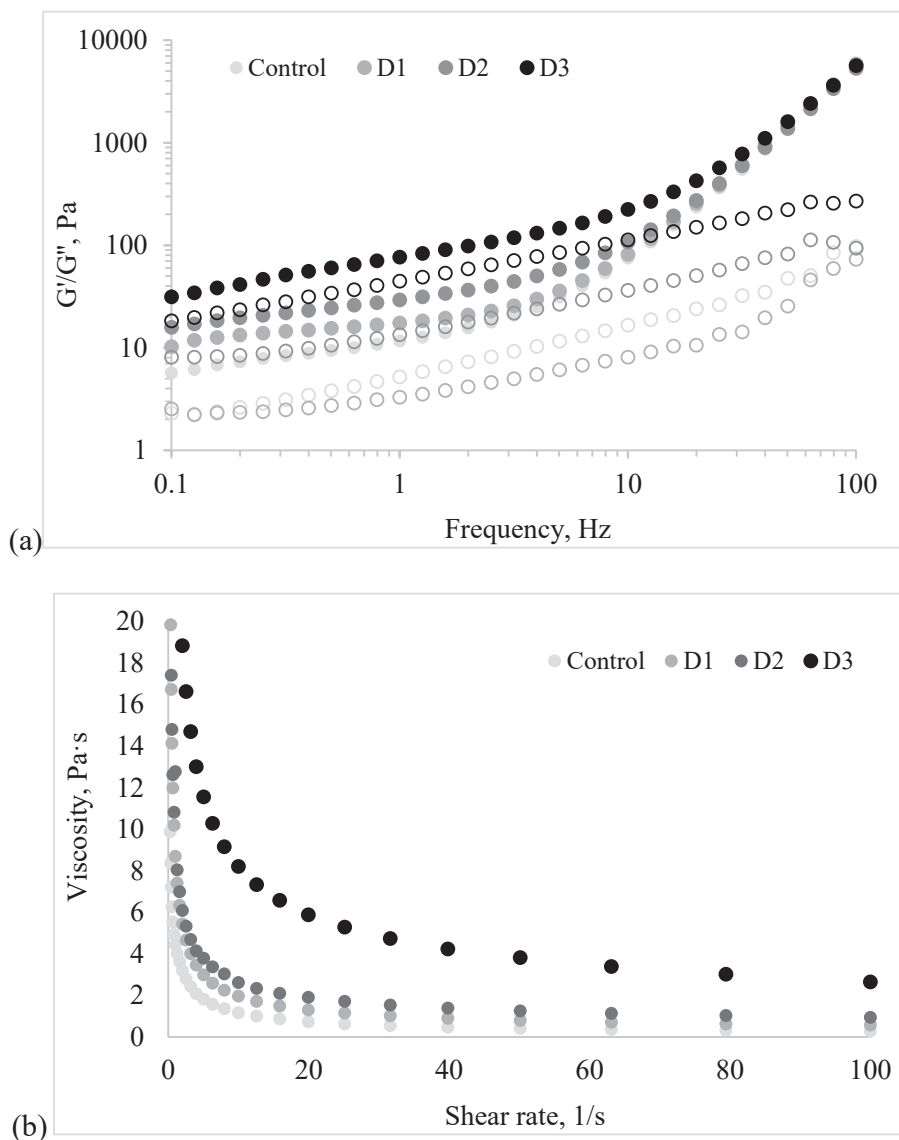 10000
1000
100
10
1
G'/G", Pa
Control D1 D2 D3
0.1 1 10 100
Frequency, Hz
(a)
20
18
16
14
12
10
8
6
4
2
0
Viscosity, Pa·s
Control D1 D2 D3
0 20 40 60 80 100
Shear rate, 1/s
(b)